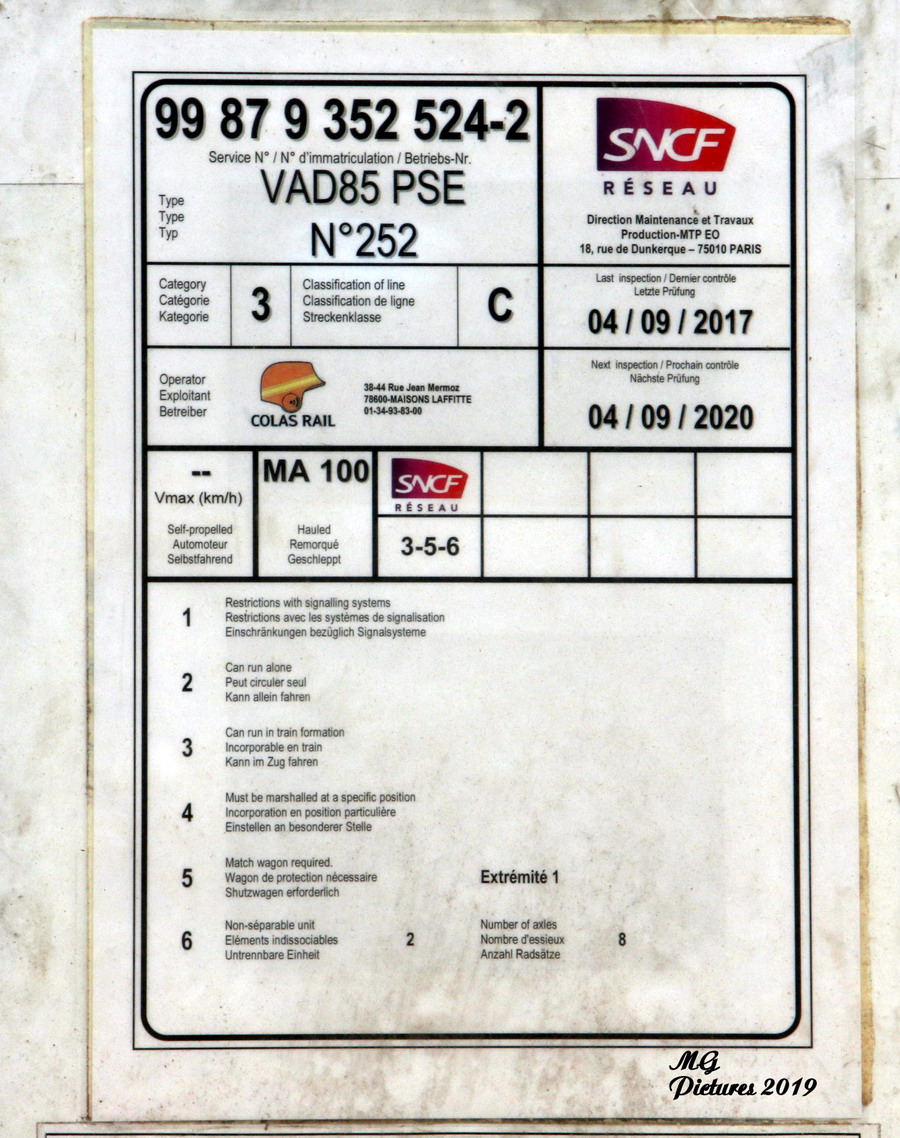 99 87 9 352 524-2
Service N° / N° d'immatriculation / Betriebs-Nr.
Type
Type
Typ
VAD85 PSE
N°252
SNCF
RÉSEAU
Direction Maintenance et Travaux
Production-MTP EO
18, rue de Dunkerque – 75010 PARIS
Category
Catégorie
Kategorie
3
Classification of line
Classification de ligne
Streckenklasse
C
Last inspection / Dernier contrôle
Letzte Prüfung
04 / 09 / 2017
Operator
Exploitant
Betreiber
COLAS RAIL
38-44 Rue Jean Mermoz
78600-MAISONS LAFFITTE
01-34-93-83-00
Next inspection / Prochain contrôle
Nächste Prüfung
04 / 09 / 2020
--
Vmax (km/h)
Self-propelled
Automoteur
Selbstfahrend
MA 100
Hauled
Remorqué
Geschleppt
SNCF
RÉSEAU
3-5-6
1
Restrictions with signalling systems
Restrictions avec les systèmes de signalisation
Einschränkungen bezüglich Signalsysteme
2
Can run alone
Peut circuler seul
Kann allein fahren
3
Can run in train formation
Incorporable en train
Kann im Zug fahren
4
Must be marshalled at a specific position
Incorporation en position particulière
Einstellen an besonderer Stelle
5
Match wagon required.
Wagon de protection nécessaire
Shutzwagen erforderlich
Extrémité 1
6
Non-séparable unit
Eléments indissociables
Untrennbare Einheit
2
Number of axles
Nombre d'essieux
Anzahl Radsätze
8
MG
Pictures 2019